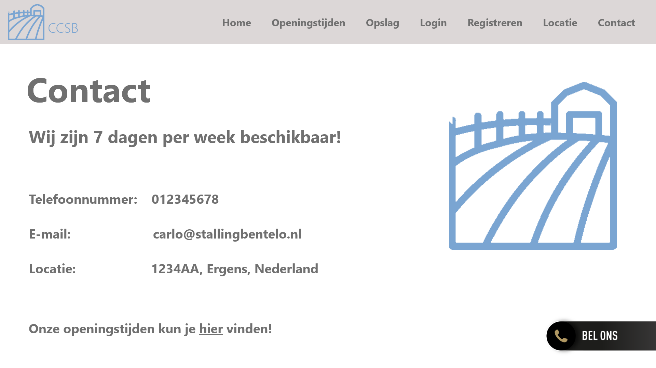 CCSB
Home Openingstijden Opslag Login Registreren Locatie Contact
Contact
Wij zijn 7 dagen per week beschikbaar!
Telefoonnummer: 012345678
E-mail: carlo@stallingbentelo.nl
Locatie: 1234AA, Ergens, Nederland
Onze openingstijden kun je hier vinden!
BEL ONS